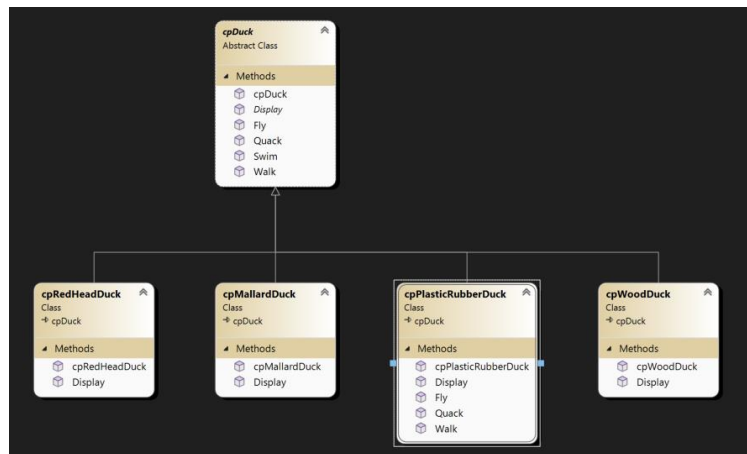 cpDuck
Abstract Class
Methods
cpDuck
Display
Fly
Quack
Swim
Walk
cpRedHeadDuck
Class
cpDuck
Methods
cpRedHeadDuck
Display
cpMallardDuck
Class
cpDuck
Methods
cpMallardDuck
Display
cpPlasticRubberDuck
Class
cpDuck
Methods
cpPlasticRubberDuck
Display
Fly
Quack
Walk
cpWoodDuck
Class
cpDuck
Methods
cpWoodDuck
Display